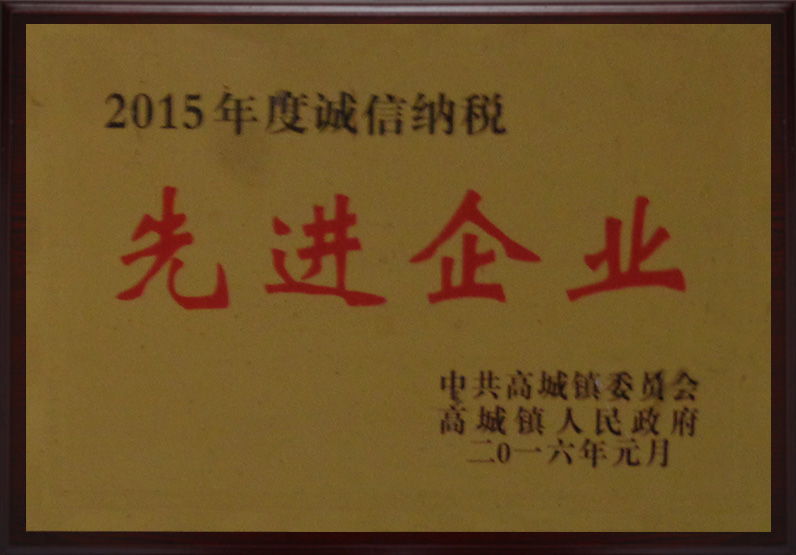 2015年度诚信纳税
先进企业
中共高城镇委员会
高城镇人民政府
二0一六年元月